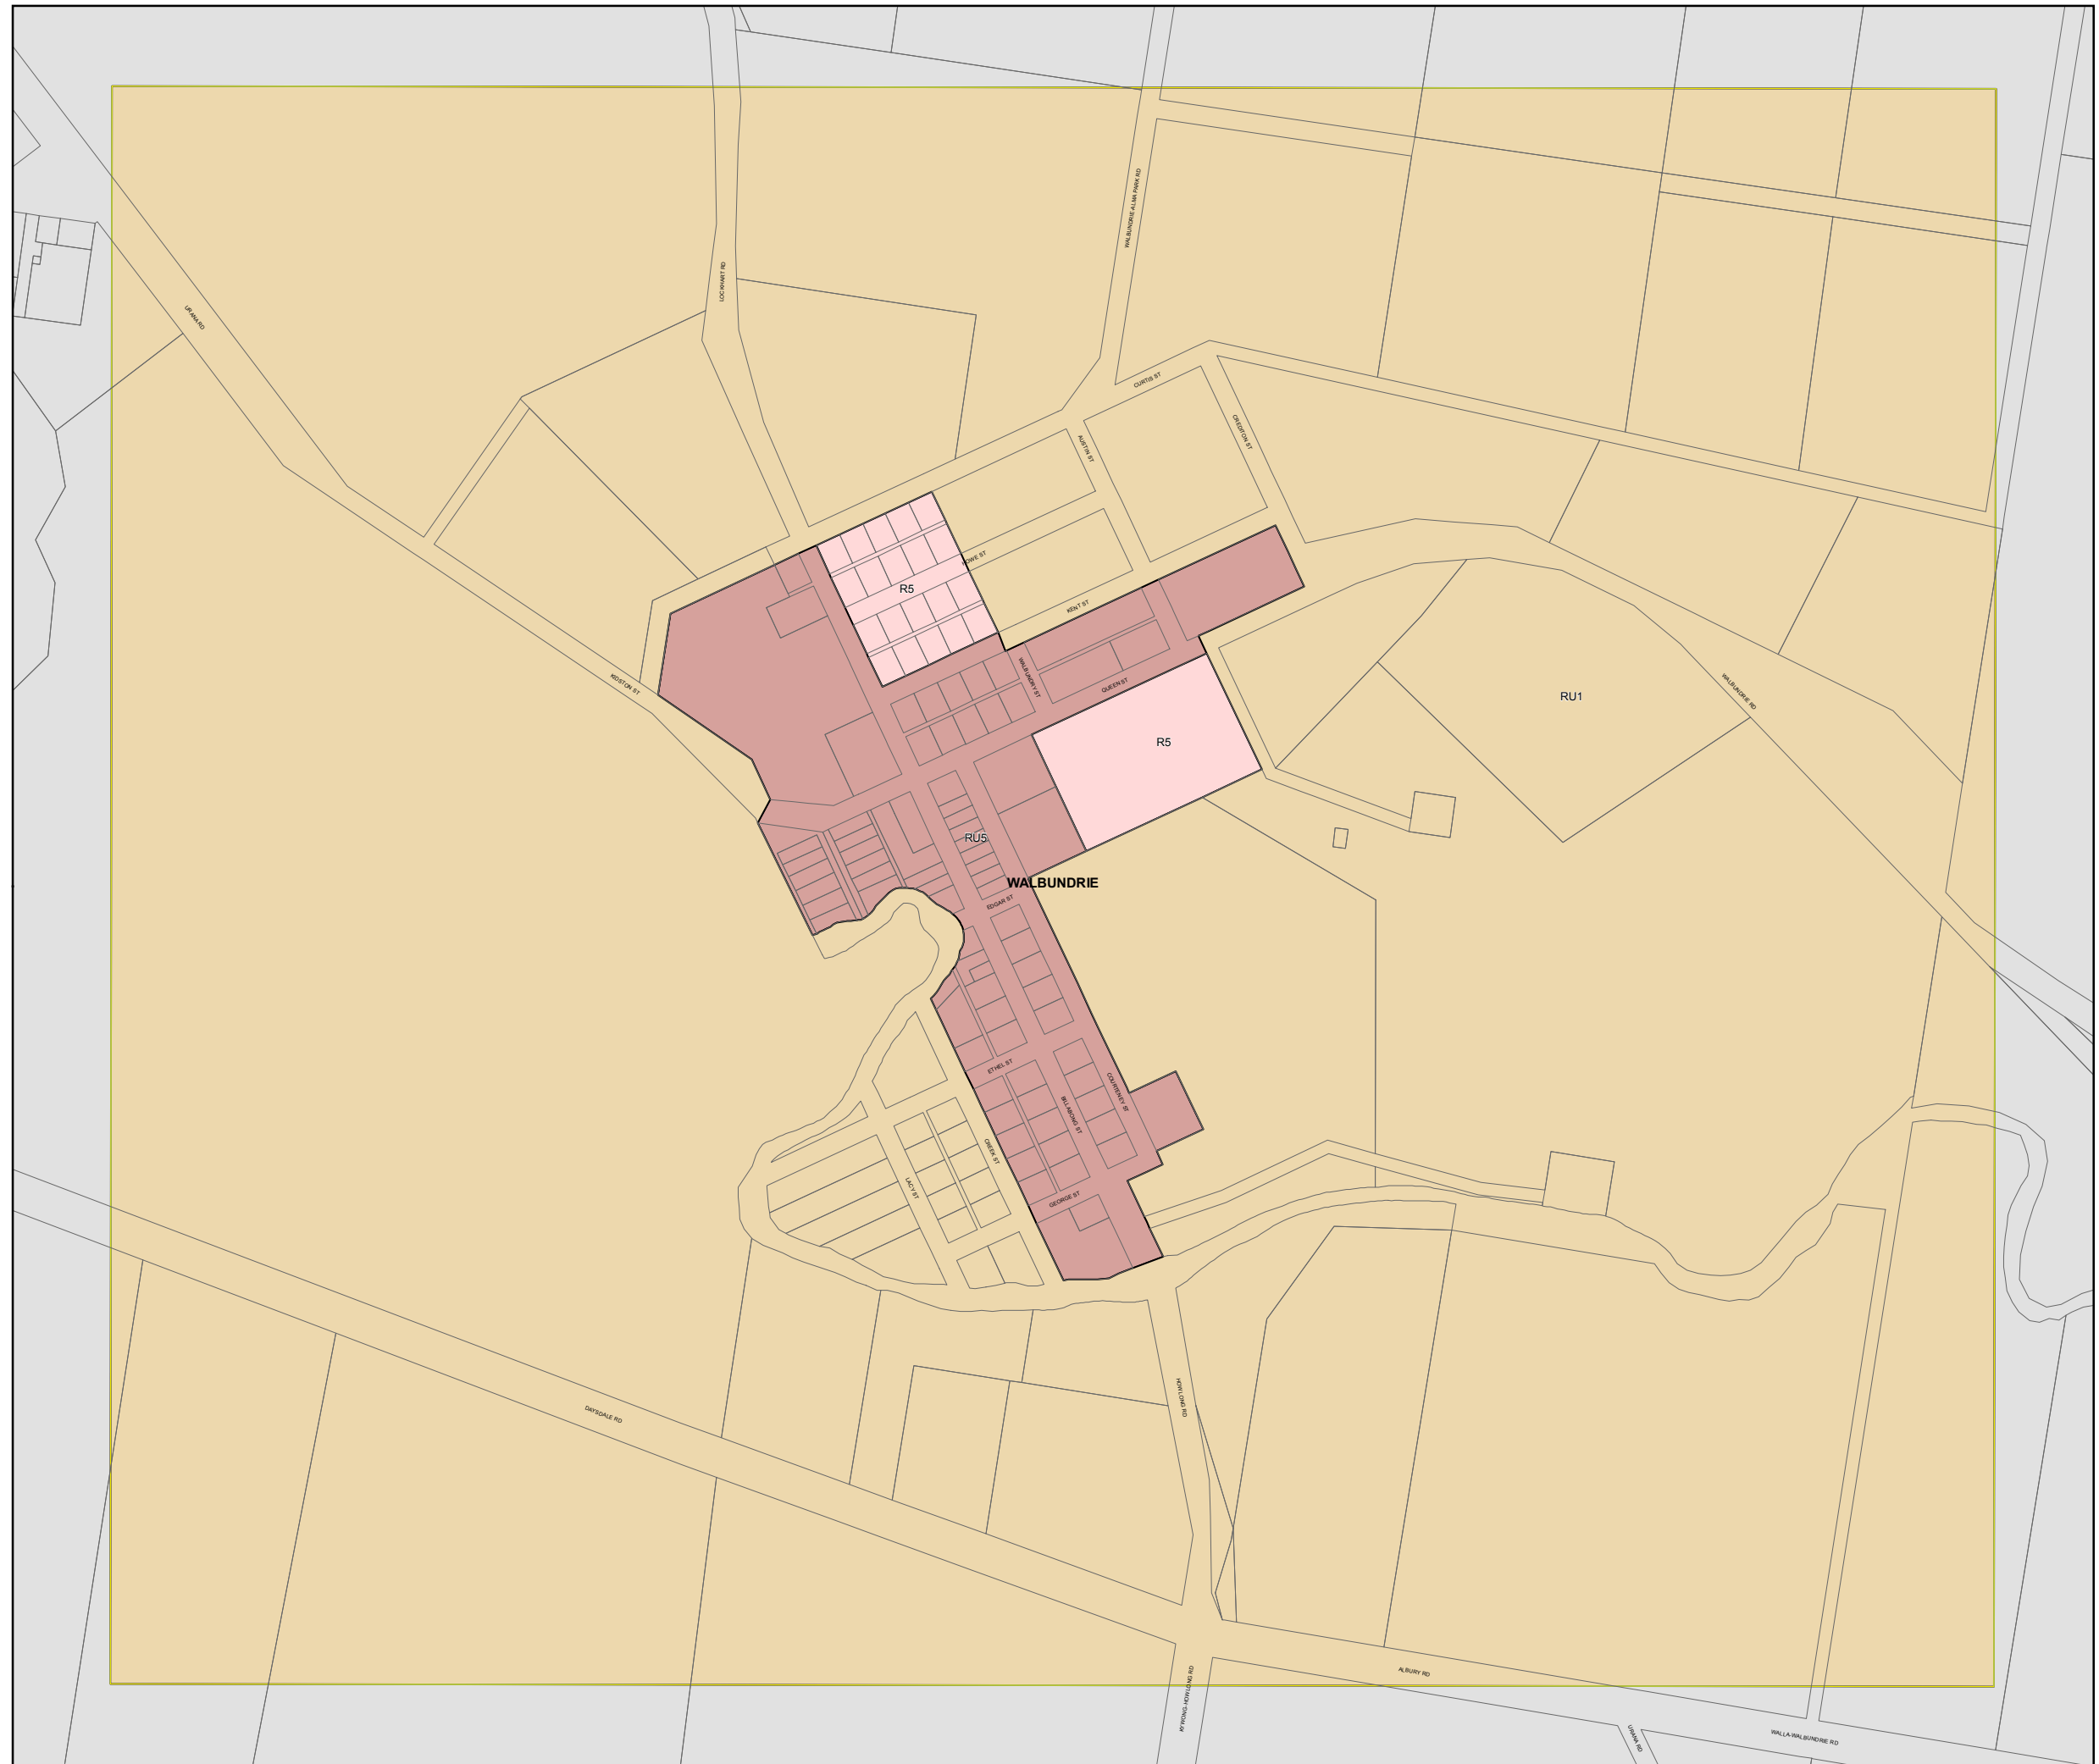 WALBUNDRIE-ALMA PARK RD
LOCKHART RD
URANA RD
CURTIS ST
CREDITON ST
AUSTIN ST
HOWE ST
R5
KENT ST
WALBUNDRY ST
KIDSTON ST
QUEEN ST
RU1
WALBUNDRIE RD
R5
RU5
WALBUNDRIE
EDGAR ST
ETHEL ST
COURTENEY ST
BILLABONG ST
CREEK ST
LACY ST
GEORGE ST
HOWLONG RD
DAYSDALE RD
ALBURY RD
KYWONG-HOWLONG RD
URANA RD
WALLA-WALBUNDRIE RD